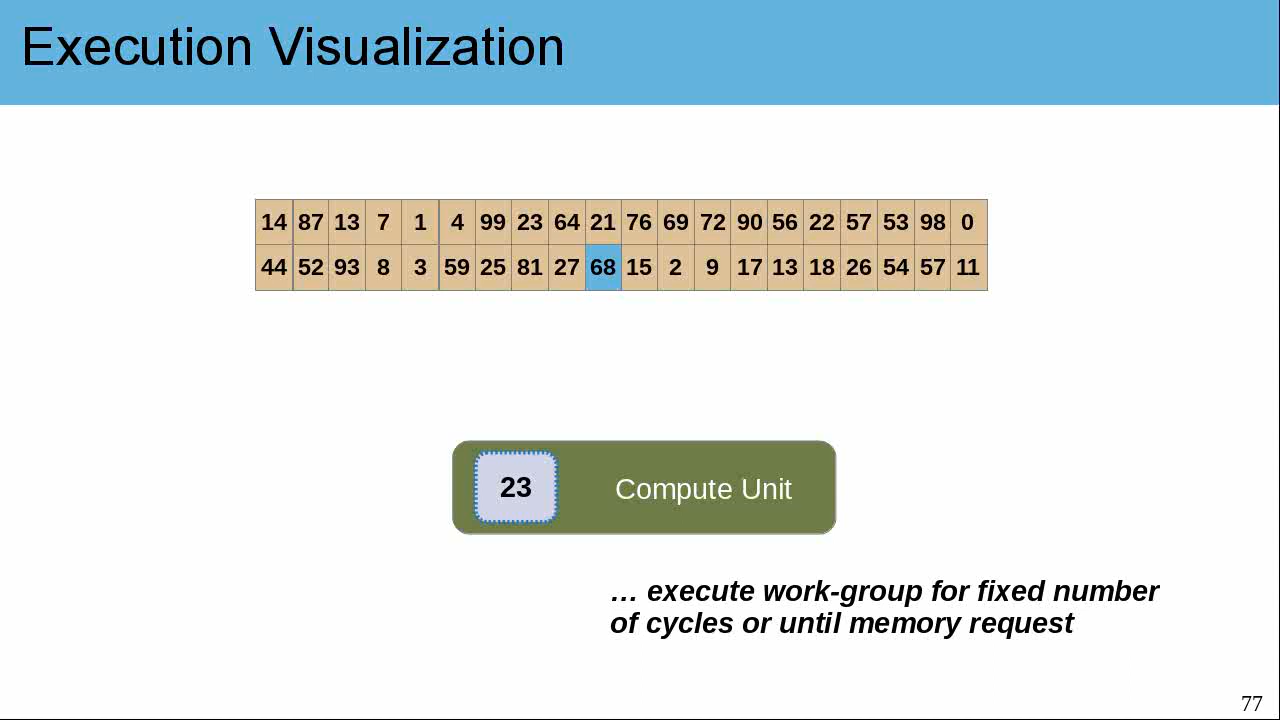 Execution Visualization
14 87 13 7 1 4 99 23 64 21 76 69 72 90 56 22 57 53 98 0
44 52 93 8 3 59 25 81 27 68 15 2 9 17 13 18 26 54 57 11
23 Compute Unit
… execute work-group for fixed number
of cycles or until memory request
77